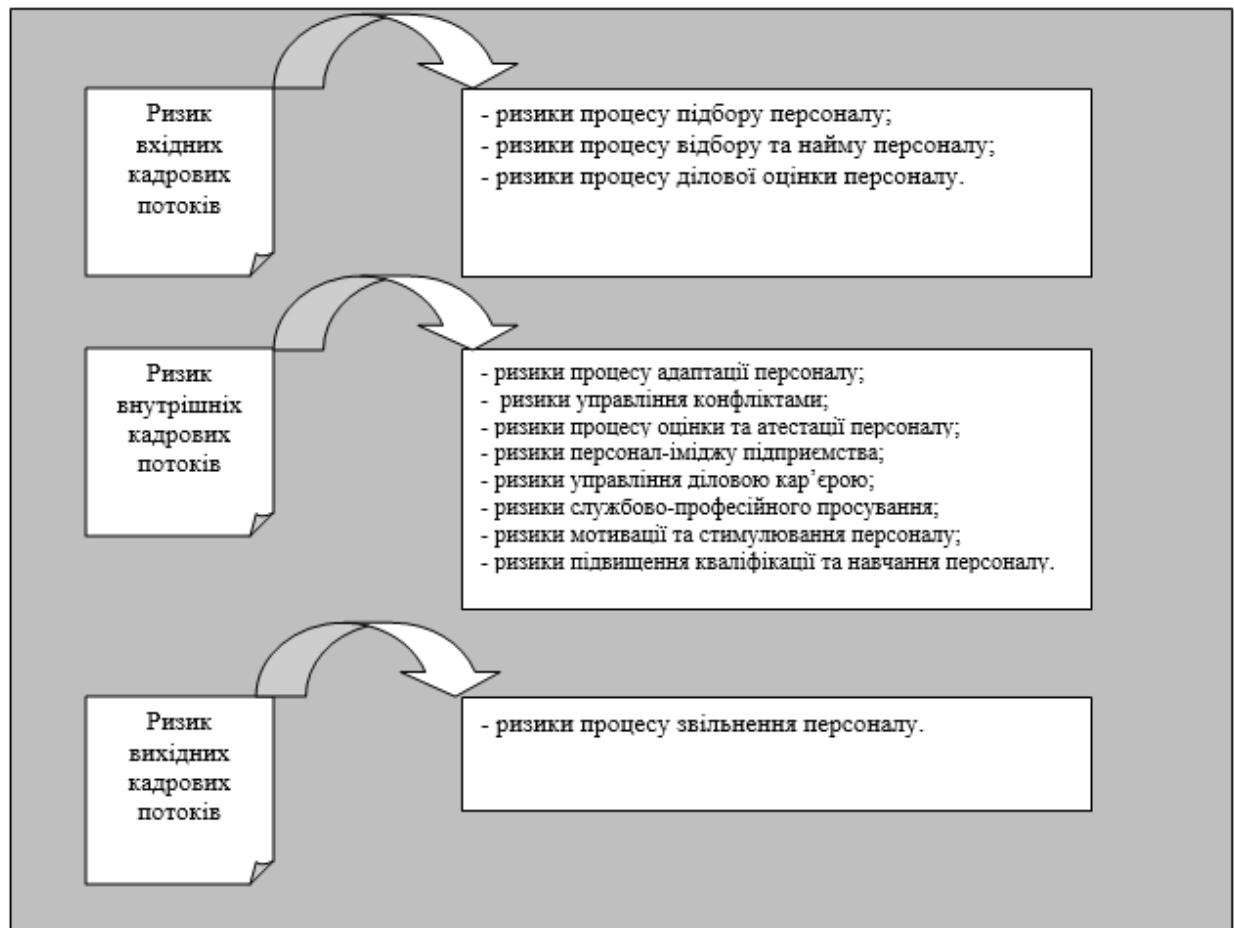 Ризик
вхідних
кадрових
потоків
- ризики процесу підбору персоналу;
- ризики процесу відбору та найму персоналу;
- ризики процесу ділової оцінки персоналу.
Ризик
внутрішніх
кадрових
потоків
- ризики процесу адаптації персоналу;
- ризики управління конфліктами;
- ризики процесу оцінки та атестації персоналу;
- ризики персонал-іміджу підприємства;
- ризики управління діловою кар’єрою;
- ризики службово-професійного просування;
- ризики мотивації та стимулювання персоналу;
- ризики підвищення кваліфікації та навчання персоналу.
Ризик
вихідних
кадрових
потоків
- ризики процесу звільнення персоналу.